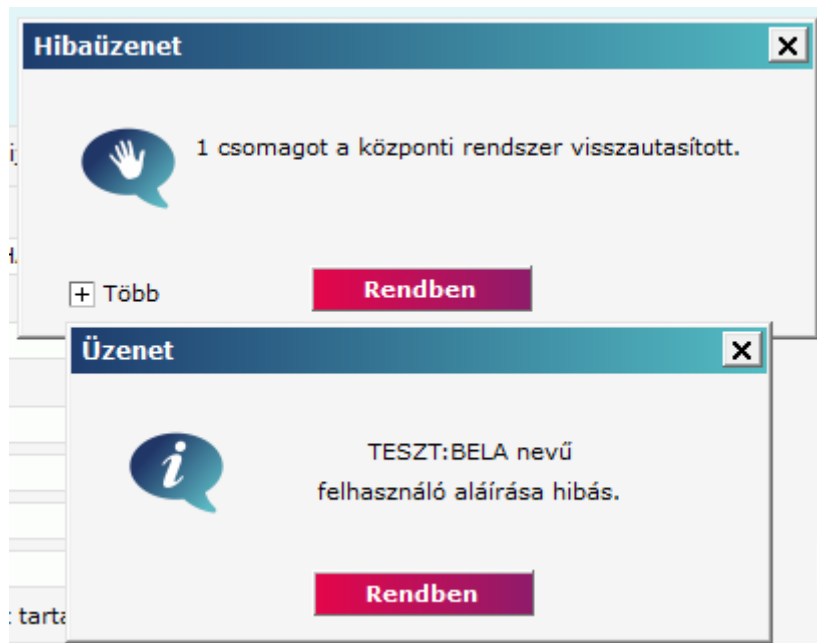 Hibaüzenet
1 csomagot a központi rendszer visszautasított.
Több
Rendben
Üzenet
TESZT:BELA nevű
felhasználó aláírása hibás.
Rendben